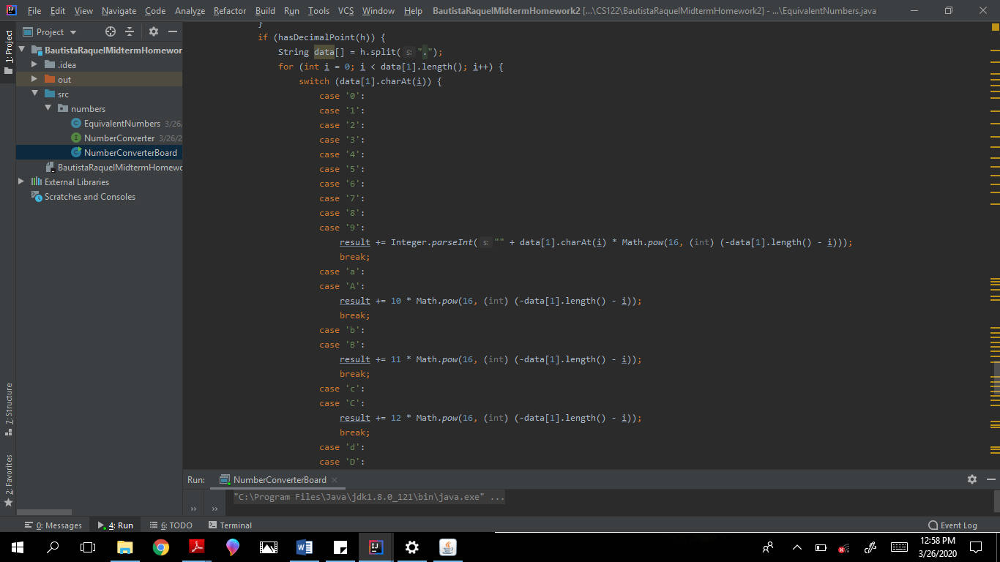 File Edit View Navigate Code Analyze Refactor Build Run Tools VCS Window Help BautistaRaquelMidtermHomework2 [...\CS122\BautistaRaquelMidtermHomework2] - ...\EquivalentNumbers.java
1: Project
Project
BautistaRaquelMidtermHomewor
.idea
out
src
numbers
EquivalentNumbers 3/26/
NumberConverter 3/26/2
NumberConverterBoard
BautistaRaquelMidtermHomewo
External Libraries
Scratches and Consoles
}
if (hasDecimalPoint(h)) {
String data[] = h.split( s: ".");
for (int i = 0; i < data[1].length(); i++) {
switch (data[1].charAt(i)) {
case '0':
case '1':
case '2':
case '3':
case '4':
case '5':
case '6':
case '7':
case '8':
case '9':
result += Integer.parseInt( s: "" + data[1].charAt(i) * Math.pow(16, (int) (-data[1].length() - i)));
break;
case 'a':
case 'A':
result += 10 * Math.pow(16, (int) (-data[1].length() - i));
break;
case 'b':
case 'B':
result += 11 * Math.pow(16, (int) (-data[1].length() - i));
break;
case 'c':
case 'C':
result += 12 * Math.pow(16, (int) (-data[1].length() - i));
break;
case 'd':
case 'D':
7: Structure
2: Favorites
Run: NumberConverterBoard
"C:\Program Files\Java\jdk1.8.0_121\bin\java.exe" ...
0: Messages 4: Run 6: TODO Terminal Event Log
12:58 PM
3/26/2020